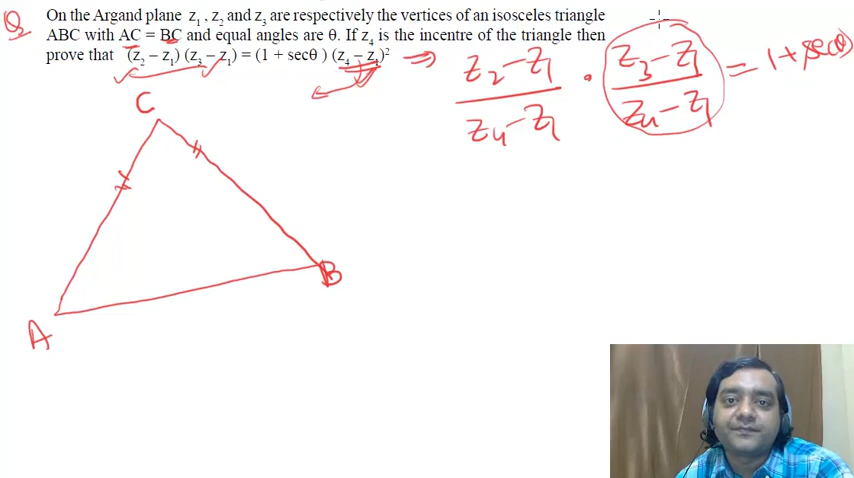 Q. On the Argand plane z₁ , z₂ and z₃ are respectively the vertices of an isosceles triangle
ABC with AC = BC and equal angles are θ. If z₄ is the incentre of the triangle then
prove that (z₂ − z₁) (z₃ − z₁) = (1 + secθ ) (z₄ − z₁)²
⇒ z₂−z₁/z₄−z₁ · z₃−z₁/z₄−z₁ = 1+sec(θ)
C
B
A